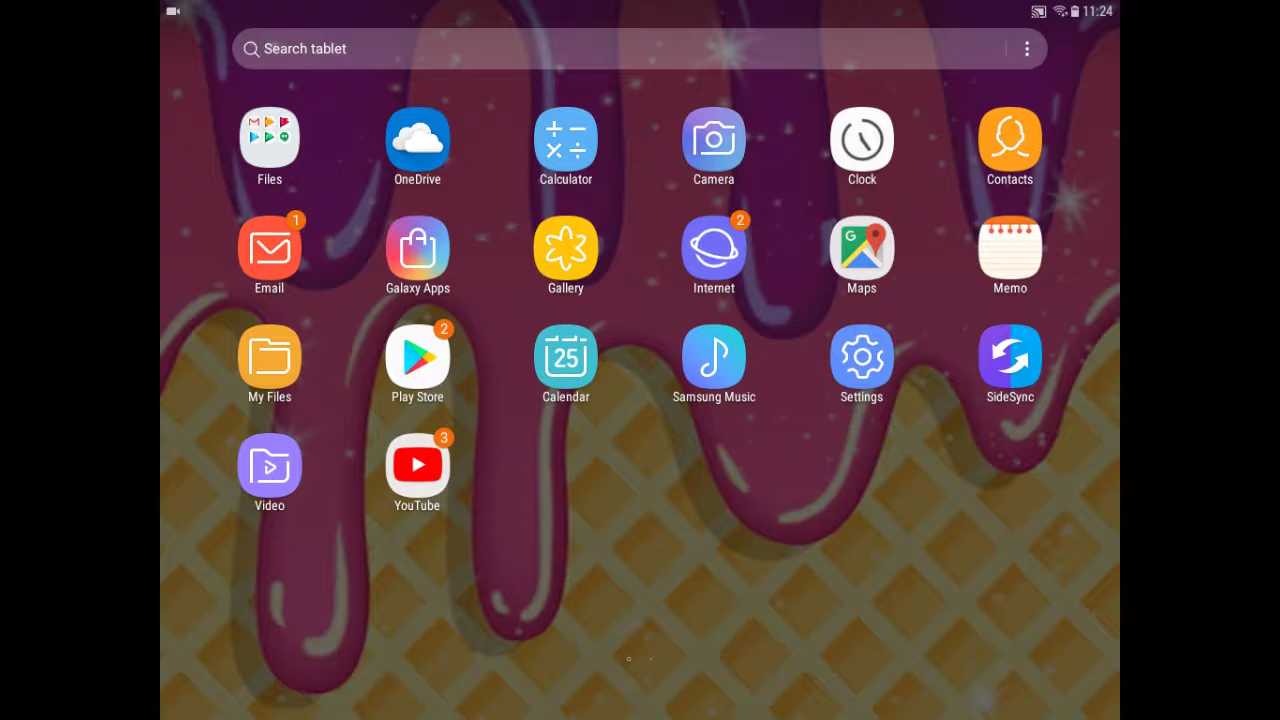 11:24
Search tablet
Files OneDrive Calculator Camera Clock Contacts
1 2
Email Galaxy Apps Gallery Internet Maps Memo
2 25
My Files Play Store Calendar Samsung Music Settings SideSync
3
Video YouTube